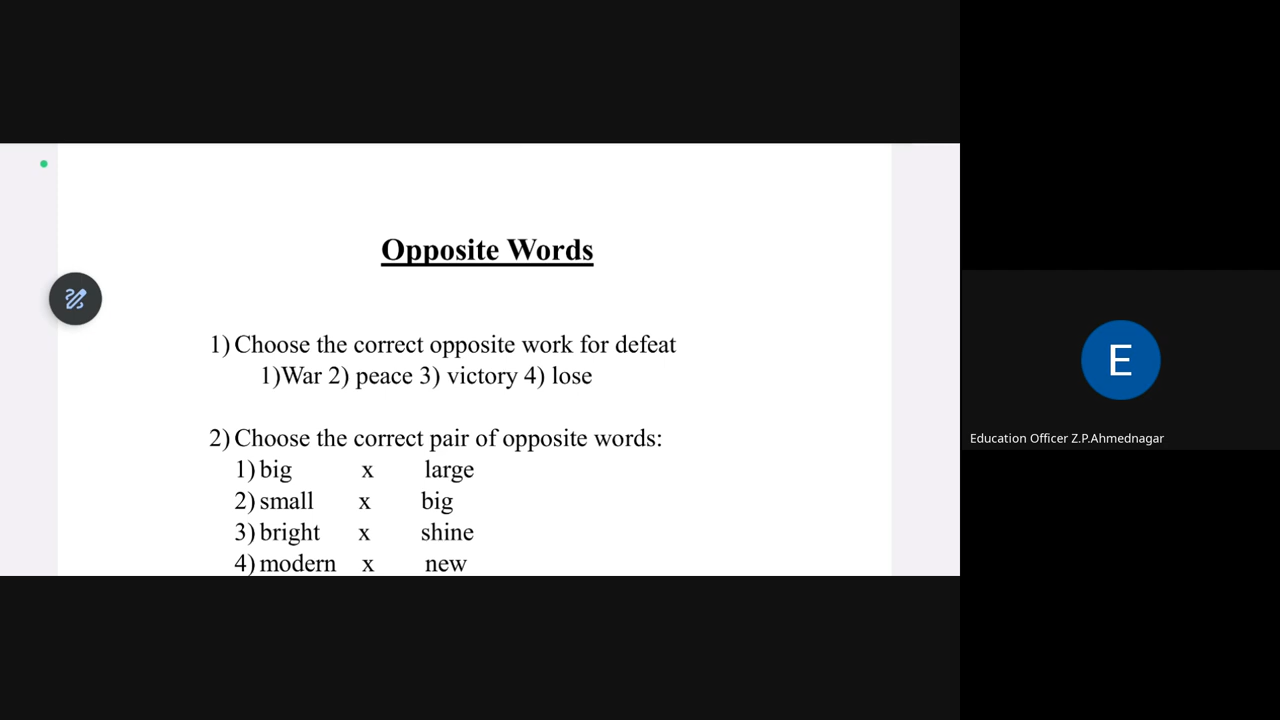 Opposite Words
1) Choose the correct opposite work for defeat
1)War 2) peace 3) victory 4) lose
2) Choose the correct pair of opposite words:
1) big x large
2) small x big
3) bright x shine
4) modern x new
E
Education Officer Z.P.Ahmednagar